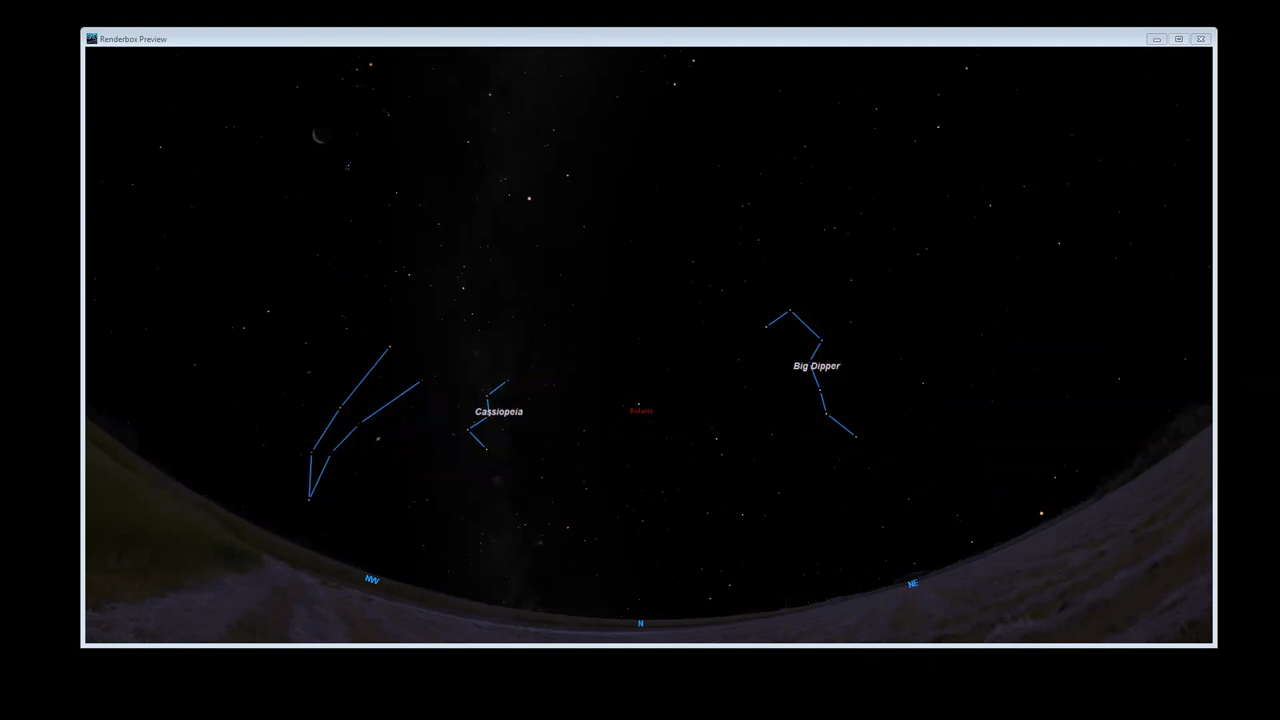 Renderbox Preview
Big Dipper
Cassiopeia
Polaris
NW
NE
N